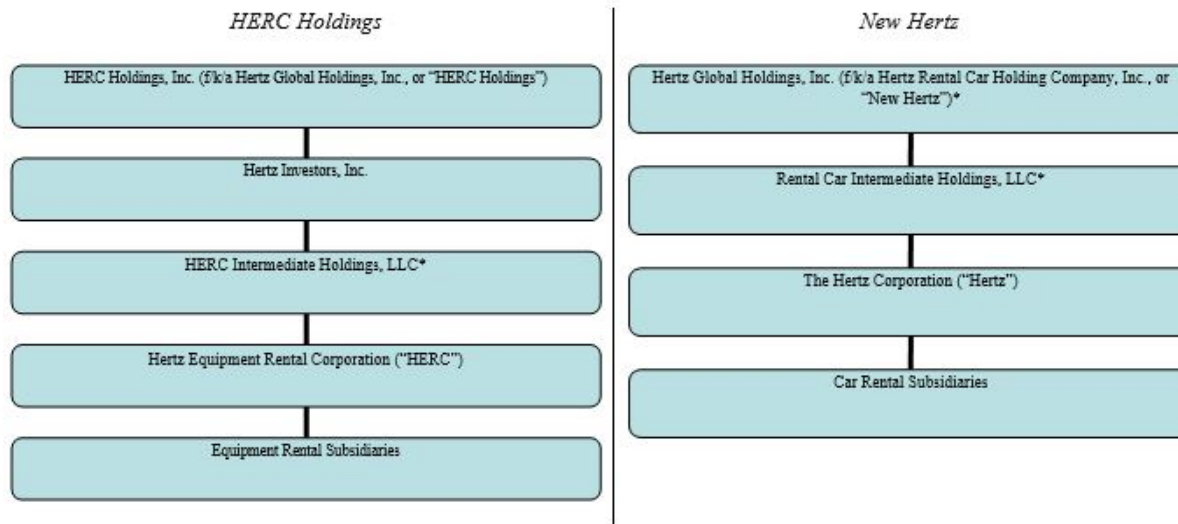 HERC Holdings
HERC Holdings, Inc. (f/k/a Hertz Global Holdings, Inc., or “HERC Holdings”)
Hertz Investors, Inc.
HERC Intermediate Holdings, LLC*
Hertz Equipment Rental Corporation (“HERC”)
Equipment Rental Subsidiaries
New Hertz
Hertz Global Holdings, Inc. (f/k/a Hertz Rental Car Holding Company, Inc., or
“New Hertz”)*
Rental Car Intermediate Holdings, LLC*
The Hertz Corporation (“Hertz”)
Car Rental Subsidiaries